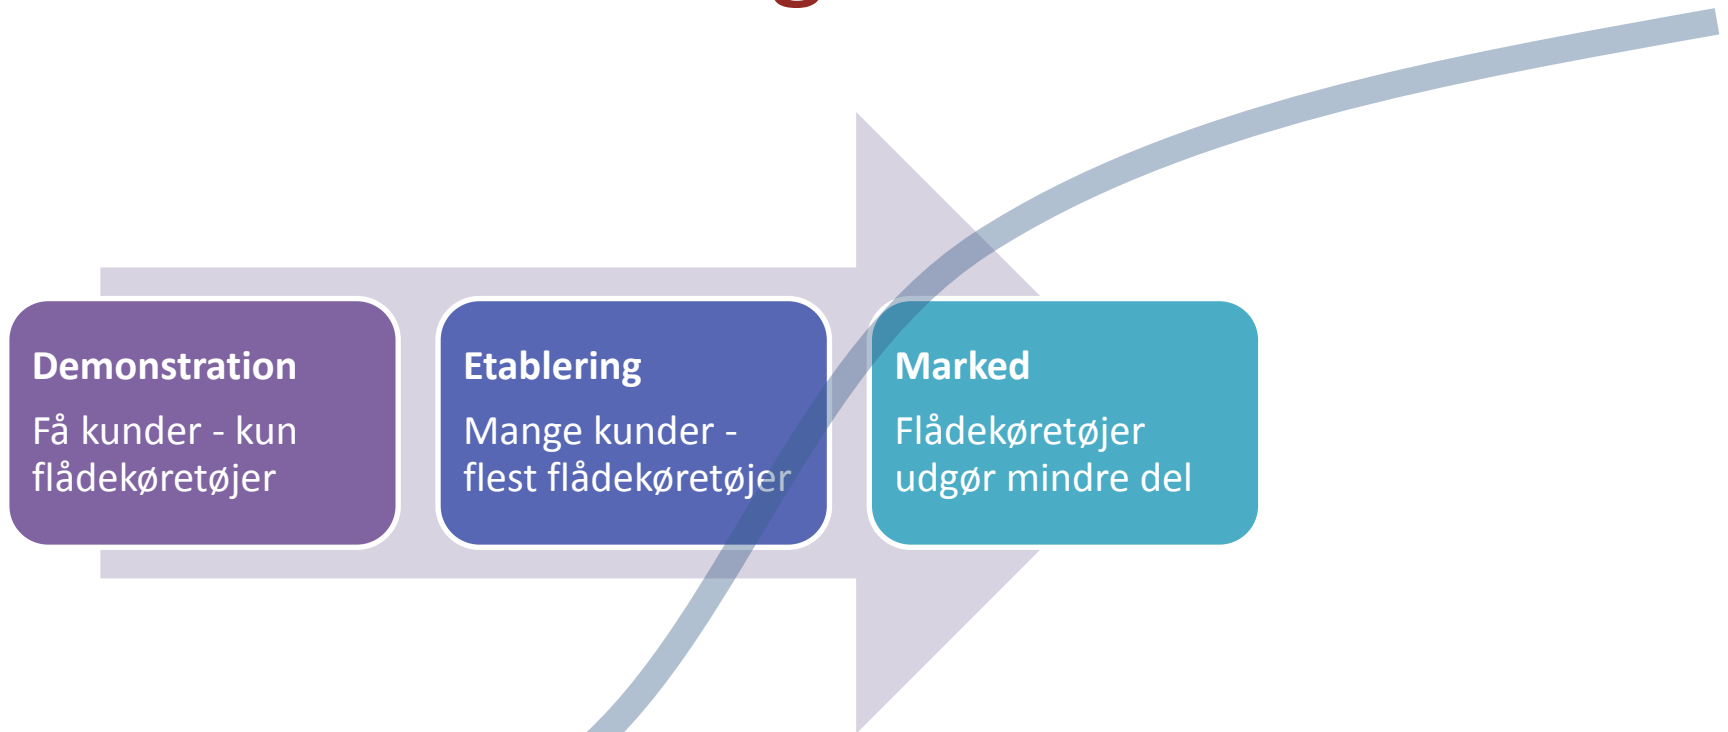 Demonstration
Få kunder - kun
flådekøretøjer
Etablering
Mange kunder -
flest flådekøretøjer
Marked
Flådekøretøjer
udgør mindre del